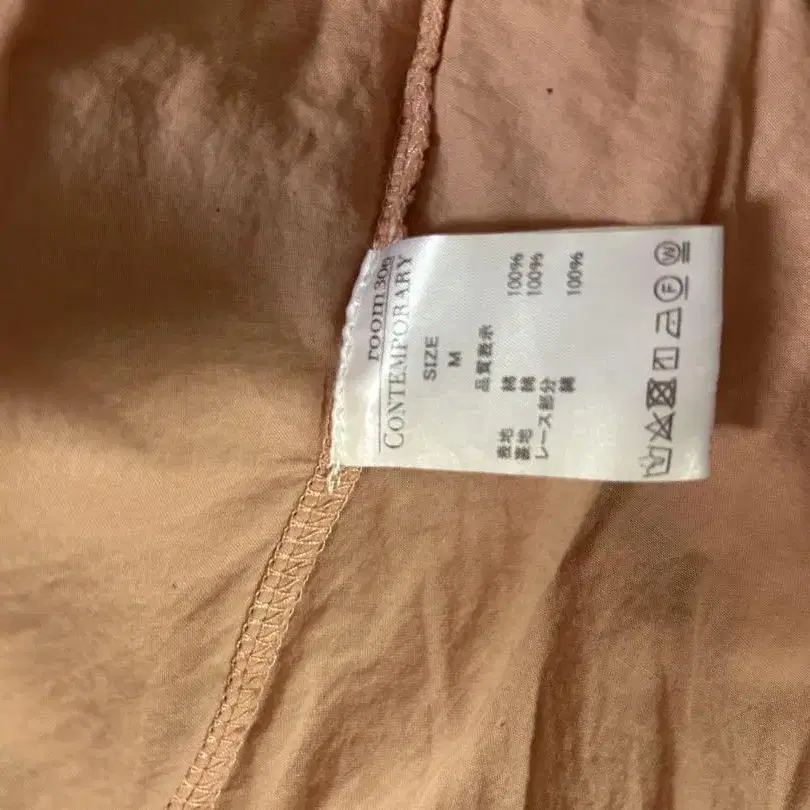 room306
CONTEMPORARY
SIZE
M
品質表示
表地 綿 100%
裏地 綿 100%
レース部分
綿 100%
F
W